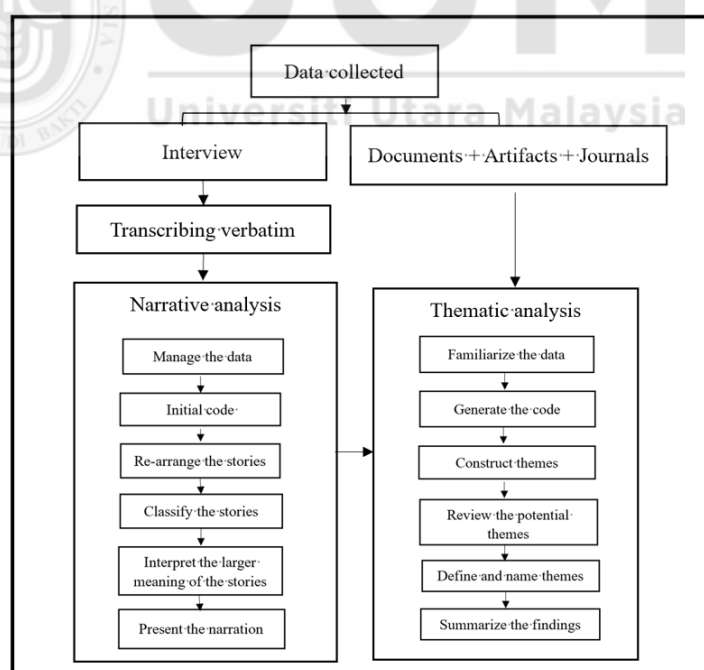 UUM
Universiti Utara Malaysia
Data collected
Interview
Documents + Artifacts + Journals
Transcribing verbatim
Narrative analysis
Manage the data
Initial code
Re-arrange the stories
Classify the stories
Interpret the larger
meaning of the stories
Present the narration
Thematic analysis
Familiarize the data
Generate the code
Construct themes
Review the potential
themes
Define and name themes
Summarize the findings